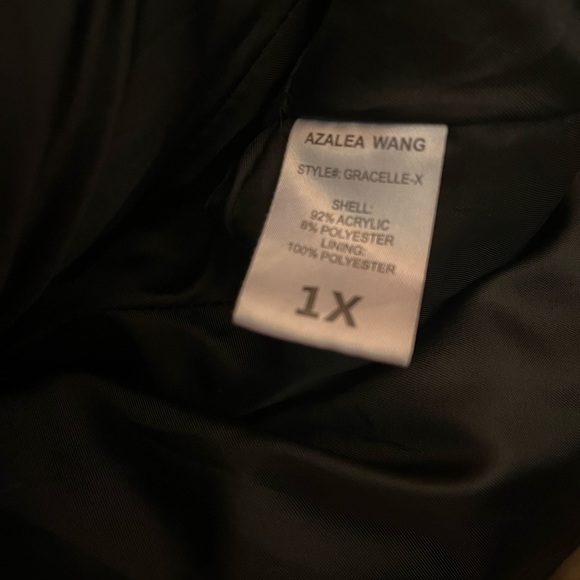 AZALEA WANG
STYLE#: GRACELLE-X
SHELL:
92% ACRYLIC
8% POLYESTER
LINING:
100% POLYESTER
1X